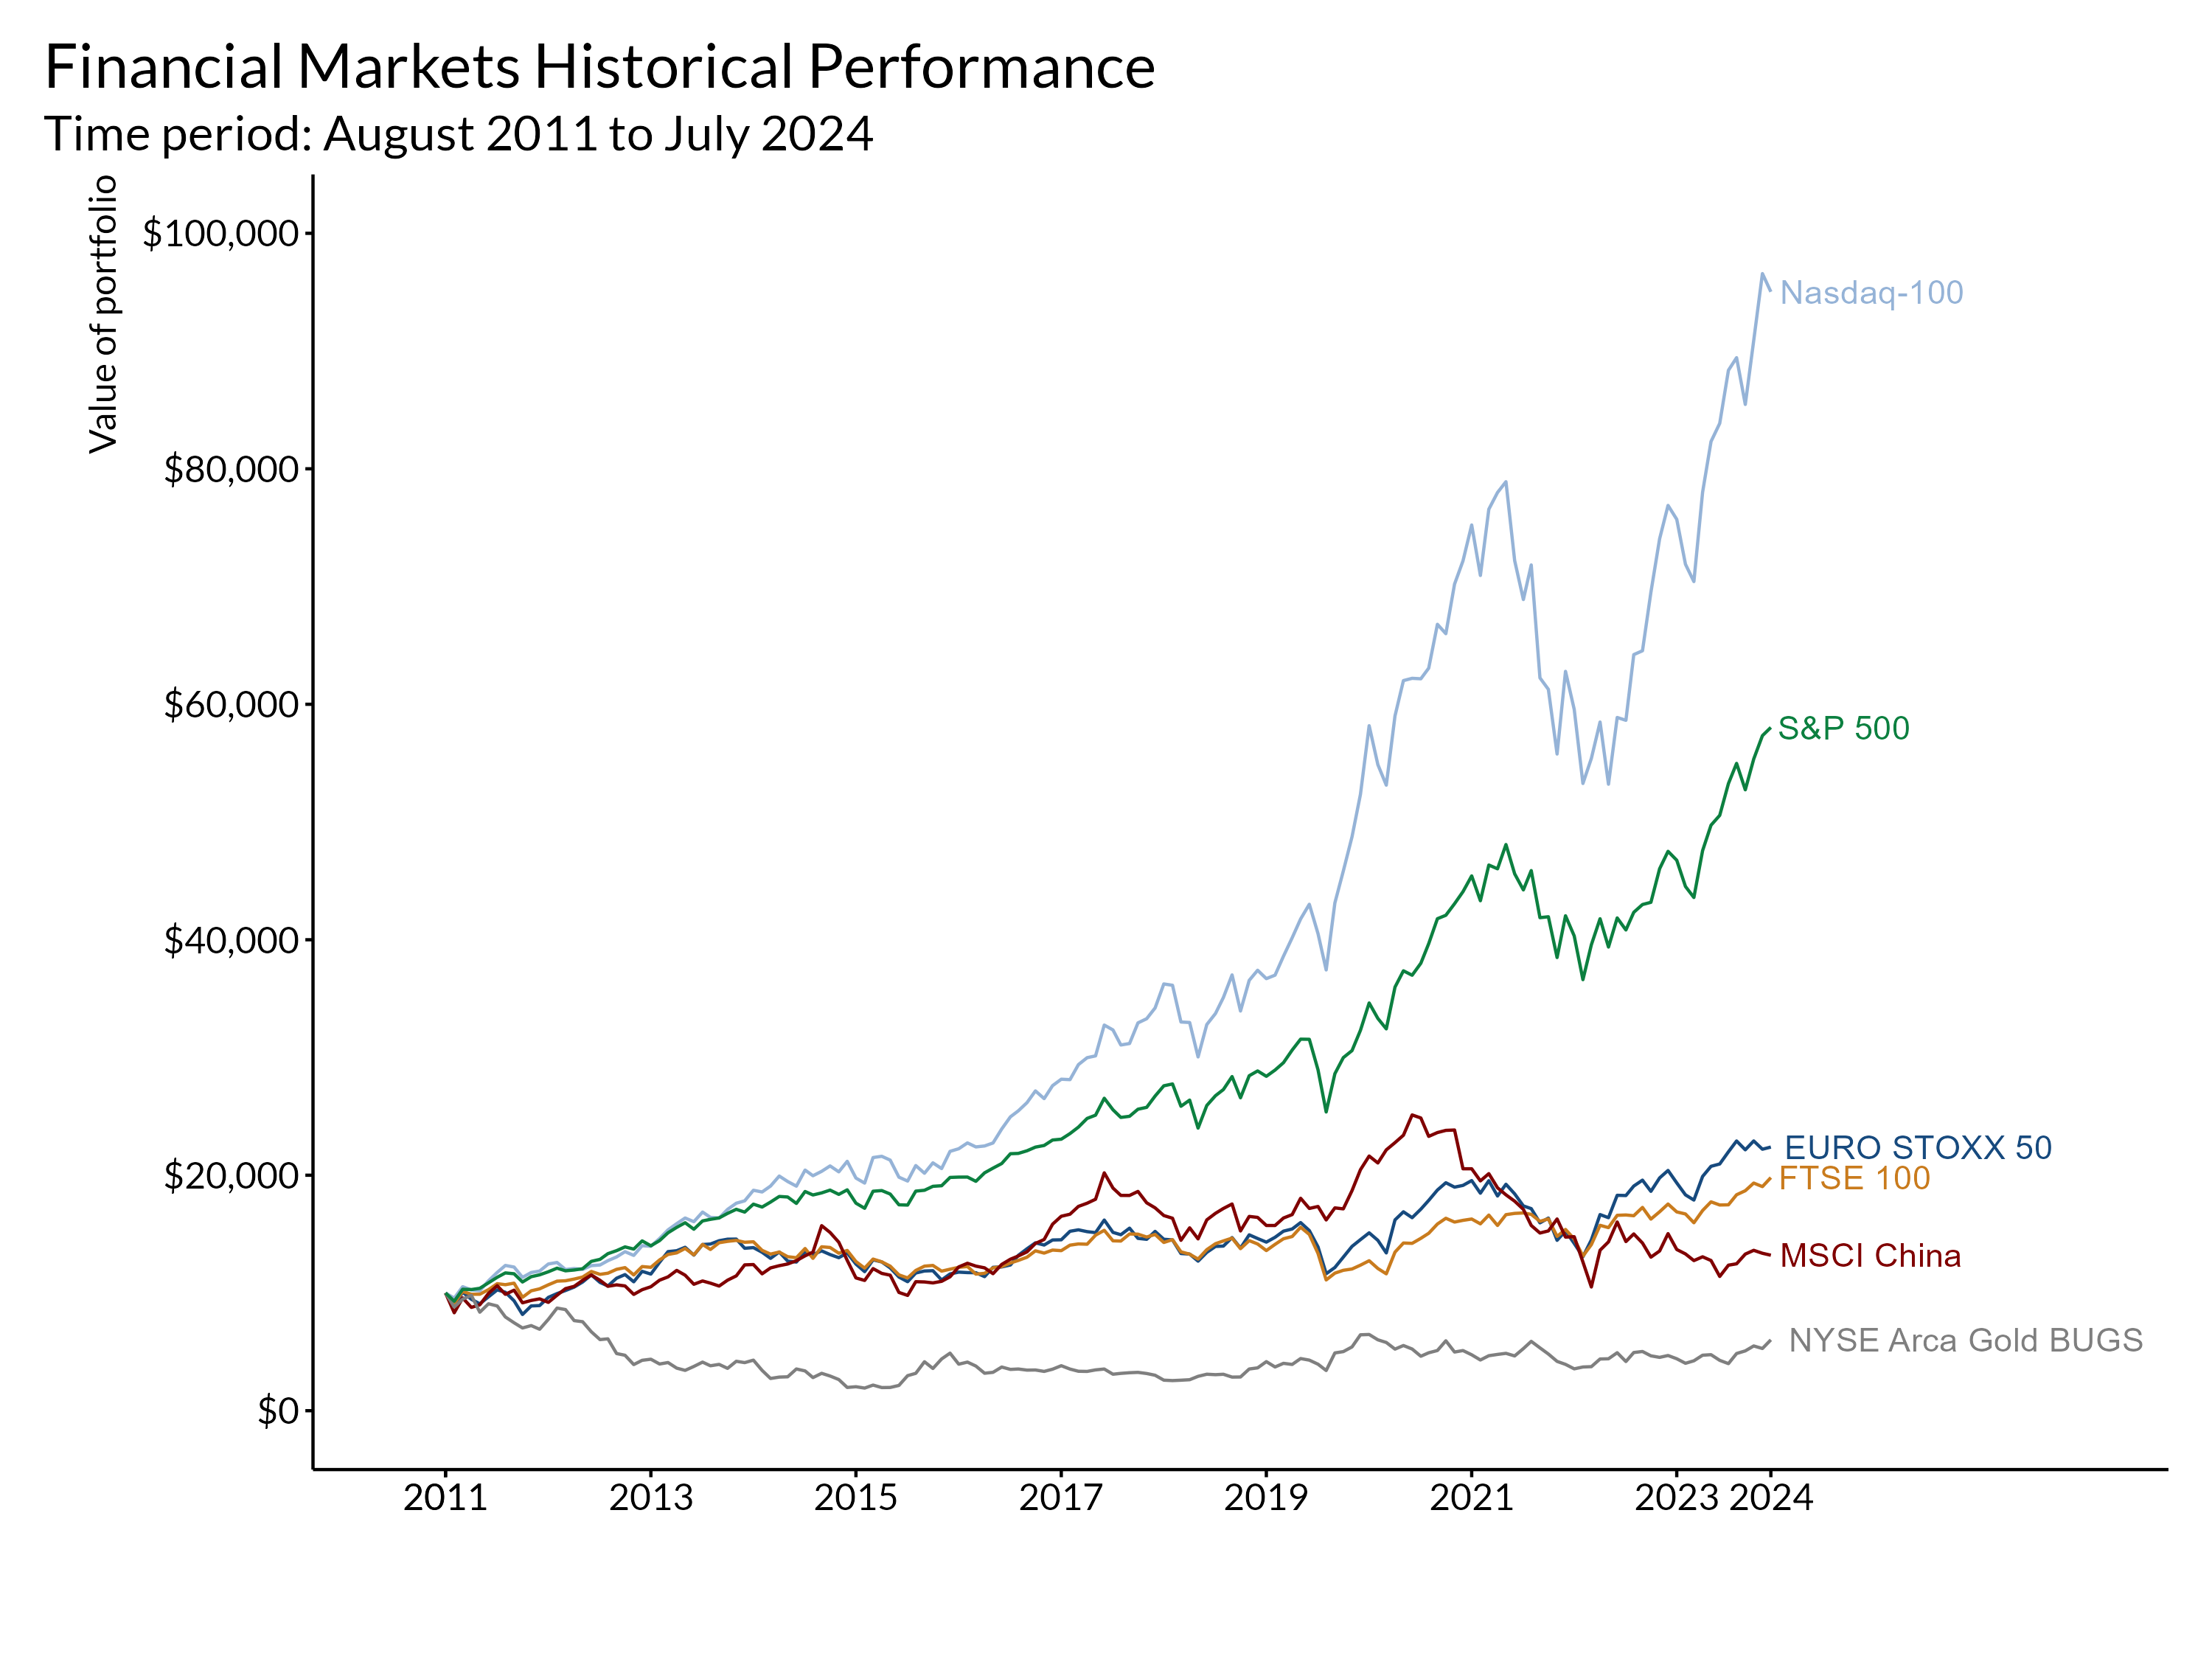 Financial Markets Historical Performance
Time period: August 2011 to July 2024
Value of portfolio
$100,000
$80,000
$60,000
$40,000
$20,000
$0
Nasdaq-100
S&P 500
EURO STOXX 50
FTSE 100
MSCI China
NYSE Arca Gold BUGS
2011 2013 2015 2017 2019 2021 2023 2024